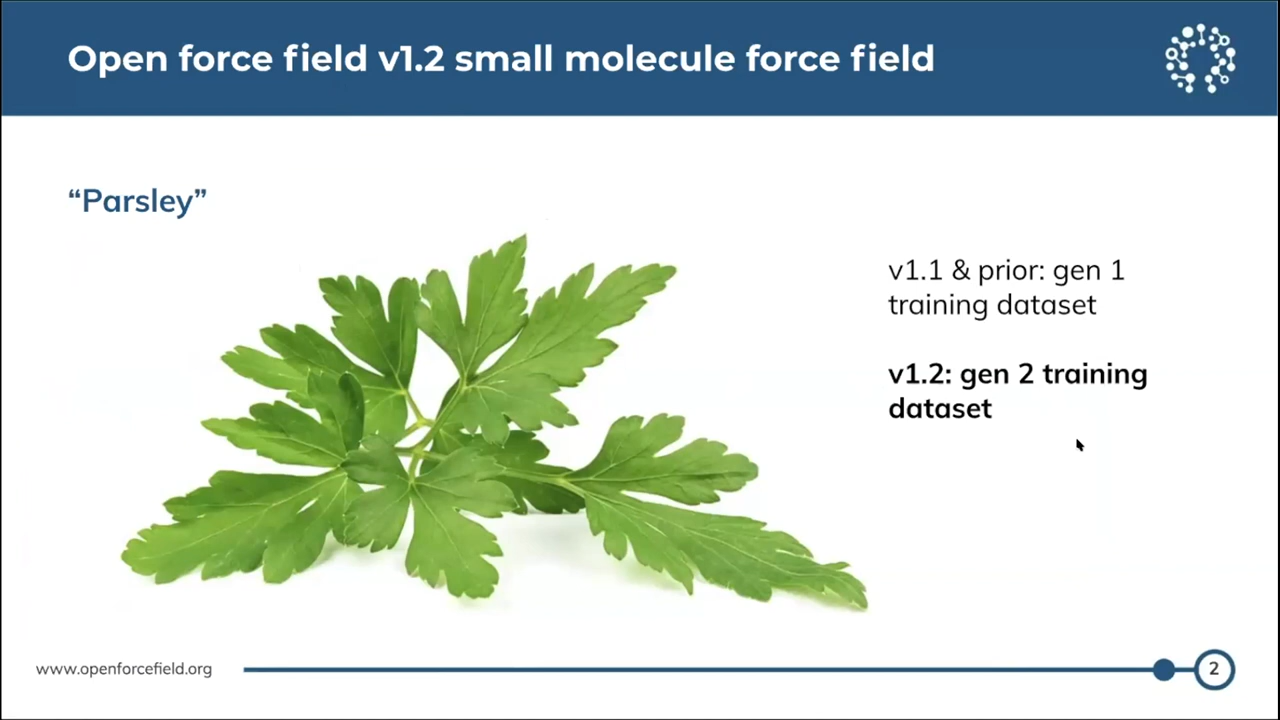 Open force field v1.2 small molecule force field
“Parsley”
v1.1 & prior: gen 1
training dataset
v1.2: gen 2 training
dataset
www.openforcefield.org
2